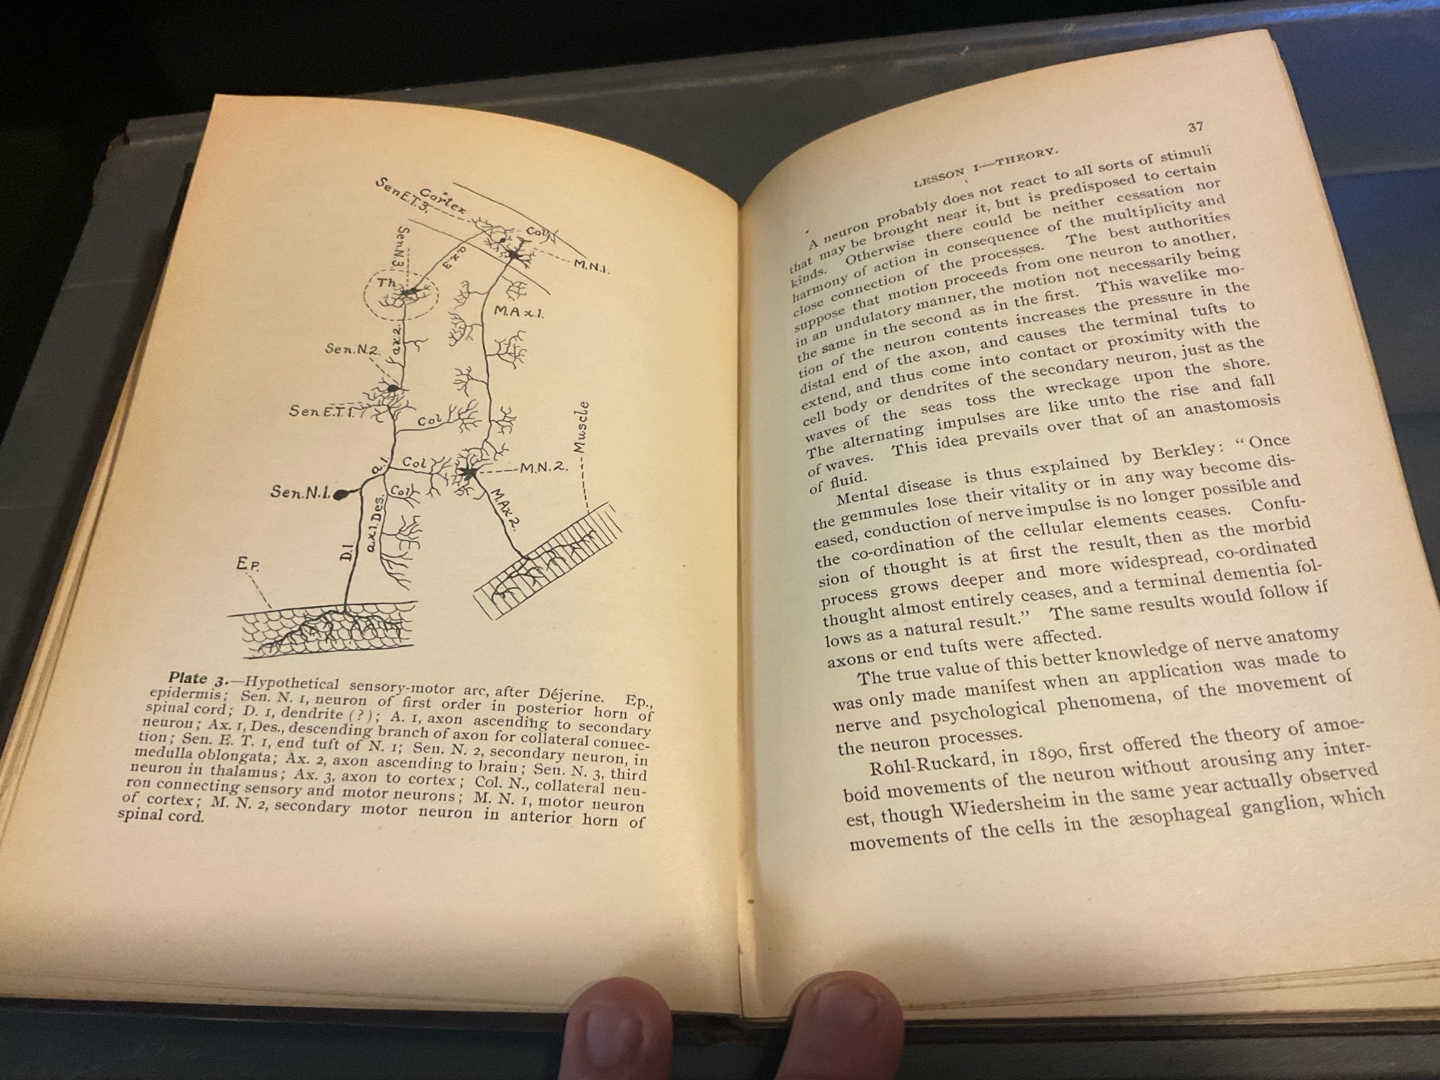 Cortex
Sen E.T.3.
Col N
Sen.N.3.
ax.3
M.N.1.
Th
M.Ax.1.
ax.2
Sen.N.2.
Sen E.T.1.
Col
Muscle
a.1
Col
M.N.2.
Sen.N.1.
Col
MAx2.
ax.1.Des.
D.1
E.P.
Plate 3.—Hypothetical sensory-motor arc, after Déjerine. Ep.,
epidermis; Sen. N. 1, neuron of first order in posterior horn of
spinal cord; D. 1, dendrite (?); A. 1, axon ascending to secondary
neuron; Ax. 1, Des., descending branch of axon for collateral connec-
tion; Sen. E. T. 1, end tuft of N. 1; Sen. N. 2, secondary neuron, in
medulla oblongata; Ax. 2, axon ascending to brain; Sen. N. 3, third
neuron in thalamus; Ax. 3, axon to cortex; Col. N., collateral neu-
ron connecting sensory and motor neurons; M. N. 1, motor neuron
of cortex; M. N. 2, secondary motor neuron in anterior horn of
spinal cord.
37
LESSON I—THEORY.
A neuron probably does not react to all sorts of stimuli
that may be brought near it, but is predisposed to certain
kinds. Otherwise there could be neither cessation nor
harmony of action in consequence of the multiplicity and
close connection of the processes. The best authorities
suppose that motion proceeds from one neuron to another,
in an undulatory manner, the motion not necessarily being
the same in the second as in the first. This wavelike mo-
tion of the neuron contents increases the pressure in the
distal end of the axon, and causes the terminal tufts to
extend, and thus come into contact or proximity with the
cell body or dendrites of the secondary neuron, just as the
waves of the seas toss the wreckage upon the shore.
The alternating impulses are like unto the rise and fall
of waves. This idea prevails over that of an anastomosis
of fluid.
Mental disease is thus explained by Berkley: “Once
the gemmules lose their vitality or in any way become dis-
eased, conduction of nerve impulse is no longer possible and
the co-ordination of the cellular elements ceases. Confu-
sion of thought is at first the result, then as the morbid
process grows deeper and more widespread, co-ordinated
thought almost entirely ceases, and a terminal dementia fol-
lows as a natural result.” The same results would follow if
axons or end tufts were affected.
The true value of this better knowledge of nerve anatomy
was only made manifest when an application was made to
nerve and psychological phenomena, of the movement of
the neuron processes.
Rohl-Ruckard, in 1890, first offered the theory of amoe-
boid movements of the neuron without arousing any inter-
est, though Wiedersheim in the same year actually observed
movements of the cells in the æsophageal ganglion, which